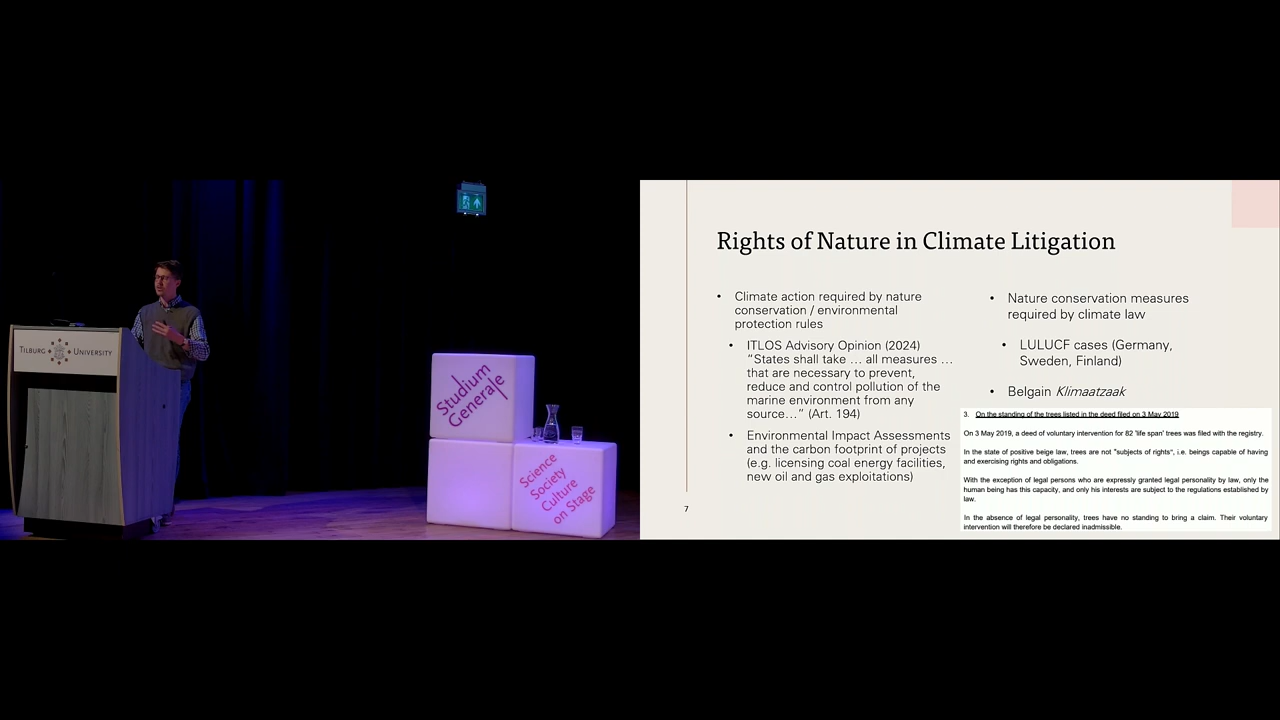 TILBURG UNIVERSITY
Studium
Generale
Science
Society
Culture
on Stage
Rights of Nature in Climate Litigation
• Climate action required by nature
conservation / environmental
protection rules
• ITLOS Advisory Opinion (2024)
“States shall take … all measures …
that are necessary to prevent,
reduce and control pollution of the
marine environment from any
source…” (Art. 194)
• Environmental Impact Assessments
and the carbon footprint of projects
(e.g. licensing coal energy facilities,
new oil and gas exploitations)
• Nature conservation measures
required by climate law
• LULUCF cases (Germany,
Sweden, Finland)
• Belgain Klimaatzaak
3. On the standing of the trees listed in the deed filed on 3 May 2019
On 3 May 2019, a deed of voluntary intervention for 82 'life span' trees was filed with the registry.
In the state of positive beige law, trees are not "subjects of rights", i.e. beings capable of having
and exercising rights and obligations.
With the exception of legal persons who are expressly granted legal personality by law, only the
human being has this capacity, and only his interests are subject to the regulations established by
law.
In the absence of legal personality, trees have no standing to bring a claim. Their voluntary
intervention will therefore be declared inadmissible.
7